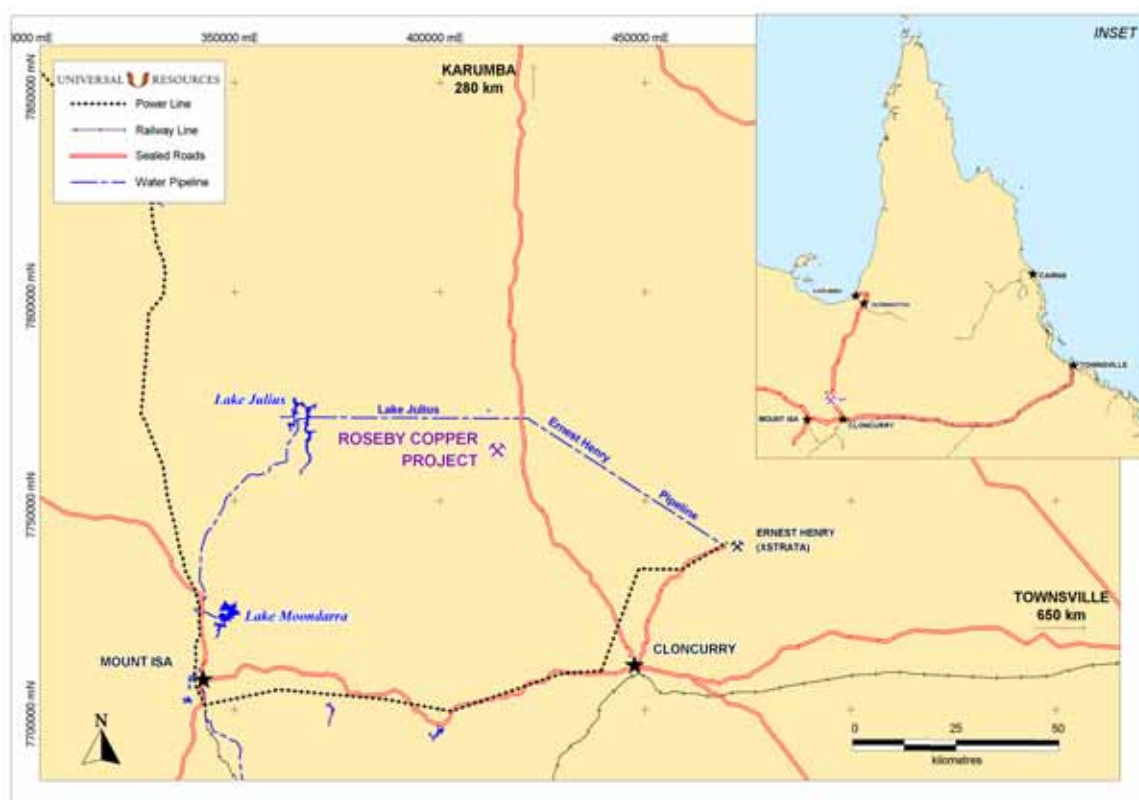 0000 mE
350000 mE
400000 mE
450000 mE
INSET
7850000 mN
7800000 mN
7750000 mN
7700000 mN
UNIVERSAL RESOURCES
Power Line
Railway Line
Sealed Roads
Water Pipeline
KARUMBA
280 km
CAIRNS
TOWNSVILLE
MOUNT ISA
CLONCURRY
Lake Julius
Lake Julius
Ernest Henry
Pipeline
ROSEBY COPPER
PROJECT
ERNEST HENRY
(XSTRATA)
Lake Moondarra
TOWNSVILLE
650 km
MOUNT ISA
CLONCURRY
N
0
25
50
kilometres